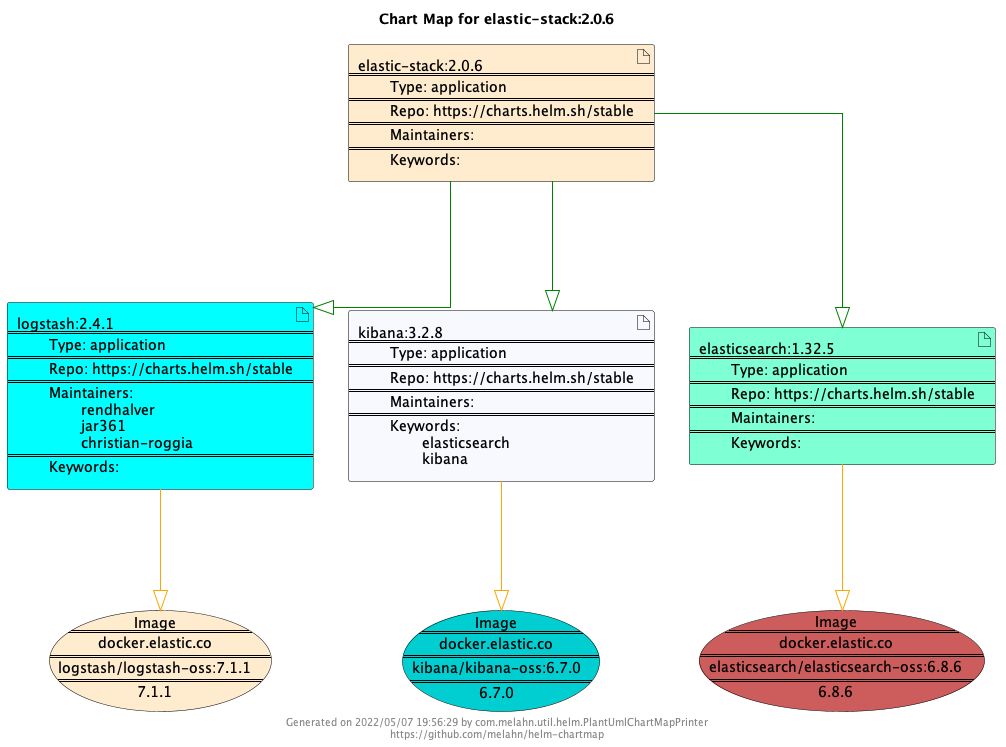 Chart Map for elastic-stack:2.0.6
elastic-stack:2.0.6
Type: application
Repo: https://charts.helm.sh/stable
Maintainers:
Keywords:
logstash:2.4.1
Type: application
Repo: https://charts.helm.sh/stable
Maintainers:
rendhalver
jar361
christian-roggia
Keywords:
kibana:3.2.8
Type: application
Repo: https://charts.helm.sh/stable
Maintainers:
Keywords:
elasticsearch
kibana
elasticsearch:1.32.5
Type: application
Repo: https://charts.helm.sh/stable
Maintainers:
Keywords:
Image
docker.elastic.co
logstash/logstash-oss:7.1.1
7.1.1
Image
docker.elastic.co
kibana/kibana-oss:6.7.0
6.7.0
Image
docker.elastic.co
elasticsearch/elasticsearch-oss:6.8.6
6.8.6
Generated on 2022/05/07 19:56:29 by com.melahn.util.helm.PlantUmlChartMapPrinter
https://github.com/melahn/helm-chartmap